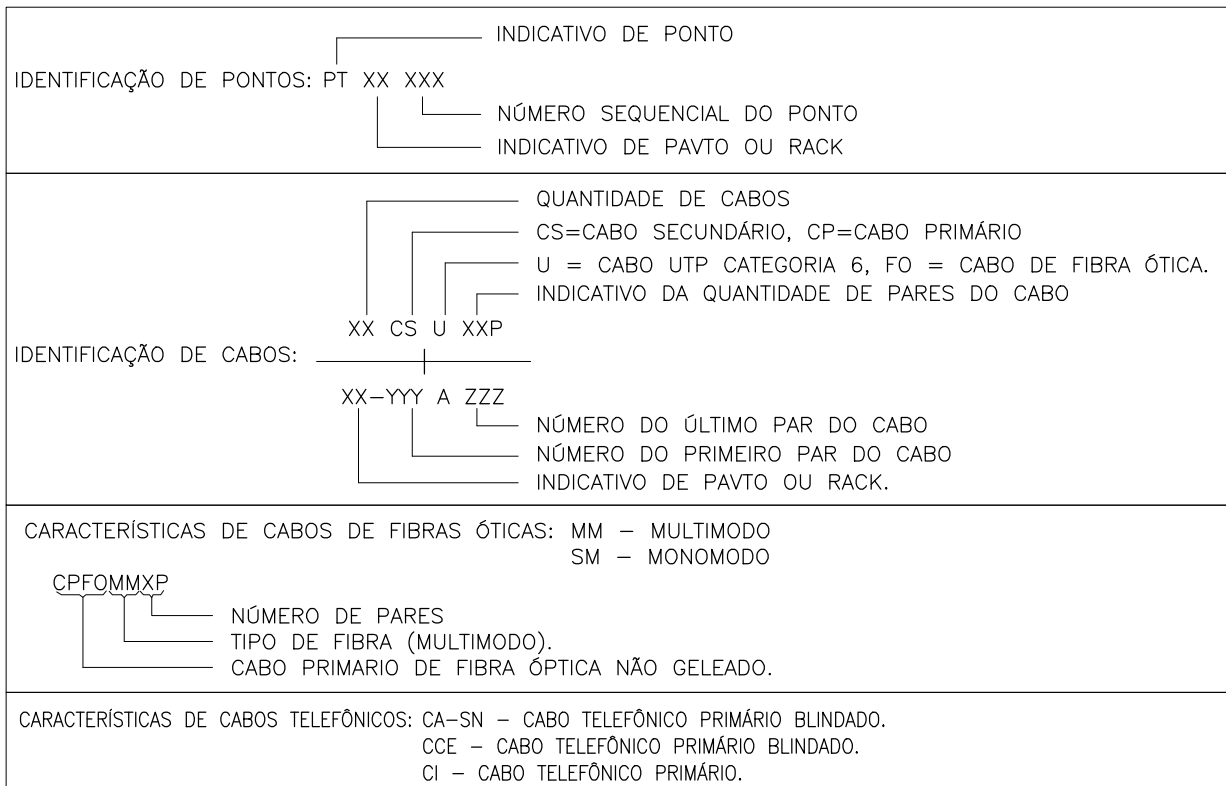 INDICATIVO DE PONTO
IDENTIFICAÇÃO DE PONTOS: PT XX XXX
NÚMERO SEQUENCIAL DO PONTO
INDICATIVO DE PAVTO OU RACK
QUANTIDADE DE CABOS
CS=CABO SECUNDÁRIO, CP=CABO PRIMÁRIO
U = CABO UTP CATEGORIA 6, FO = CABO DE FIBRA ÓTICA.
INDICATIVO DA QUANTIDADE DE PARES DO CABO
XX CS U XXP
IDENTIFICAÇÃO DE CABOS:
XX-YYY A ZZZ
NÚMERO DO ÚLTIMO PAR DO CABO
NÚMERO DO PRIMEIRO PAR DO CABO
INDICATIVO DE PAVTO OU RACK.
CARACTERÍSTICAS DE CABOS DE FIBRAS ÓTICAS: MM – MULTIMODO
SM – MONOMODO
CPFOMMXP
NÚMERO DE PARES
TIPO DE FIBRA (MULTIMODO).
CABO PRIMARIO DE FIBRA ÓPTICA NÃO GELEADO.
CARACTERÍSTICAS DE CABOS TELEFÔNICOS: CA-SN – CABO TELEFÔNICO PRIMÁRIO BLINDADO.
CCE – CABO TELEFÔNICO PRIMÁRIO BLINDADO.
CI – CABO TELEFÔNICO PRIMÁRIO.